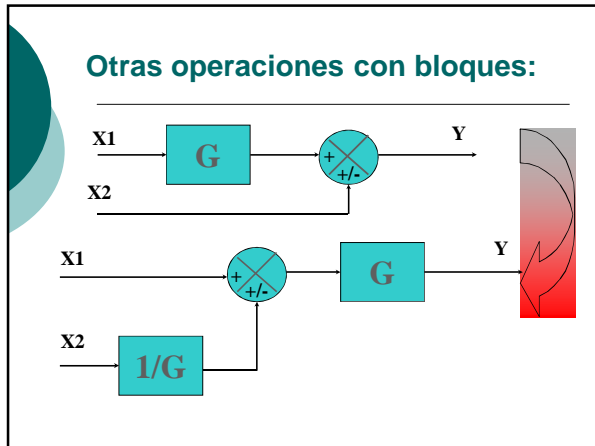 Otras operaciones con bloques:
X1
G
+
+/-
Y
X2
X1
+
+/-
G
Y
X2
1/G